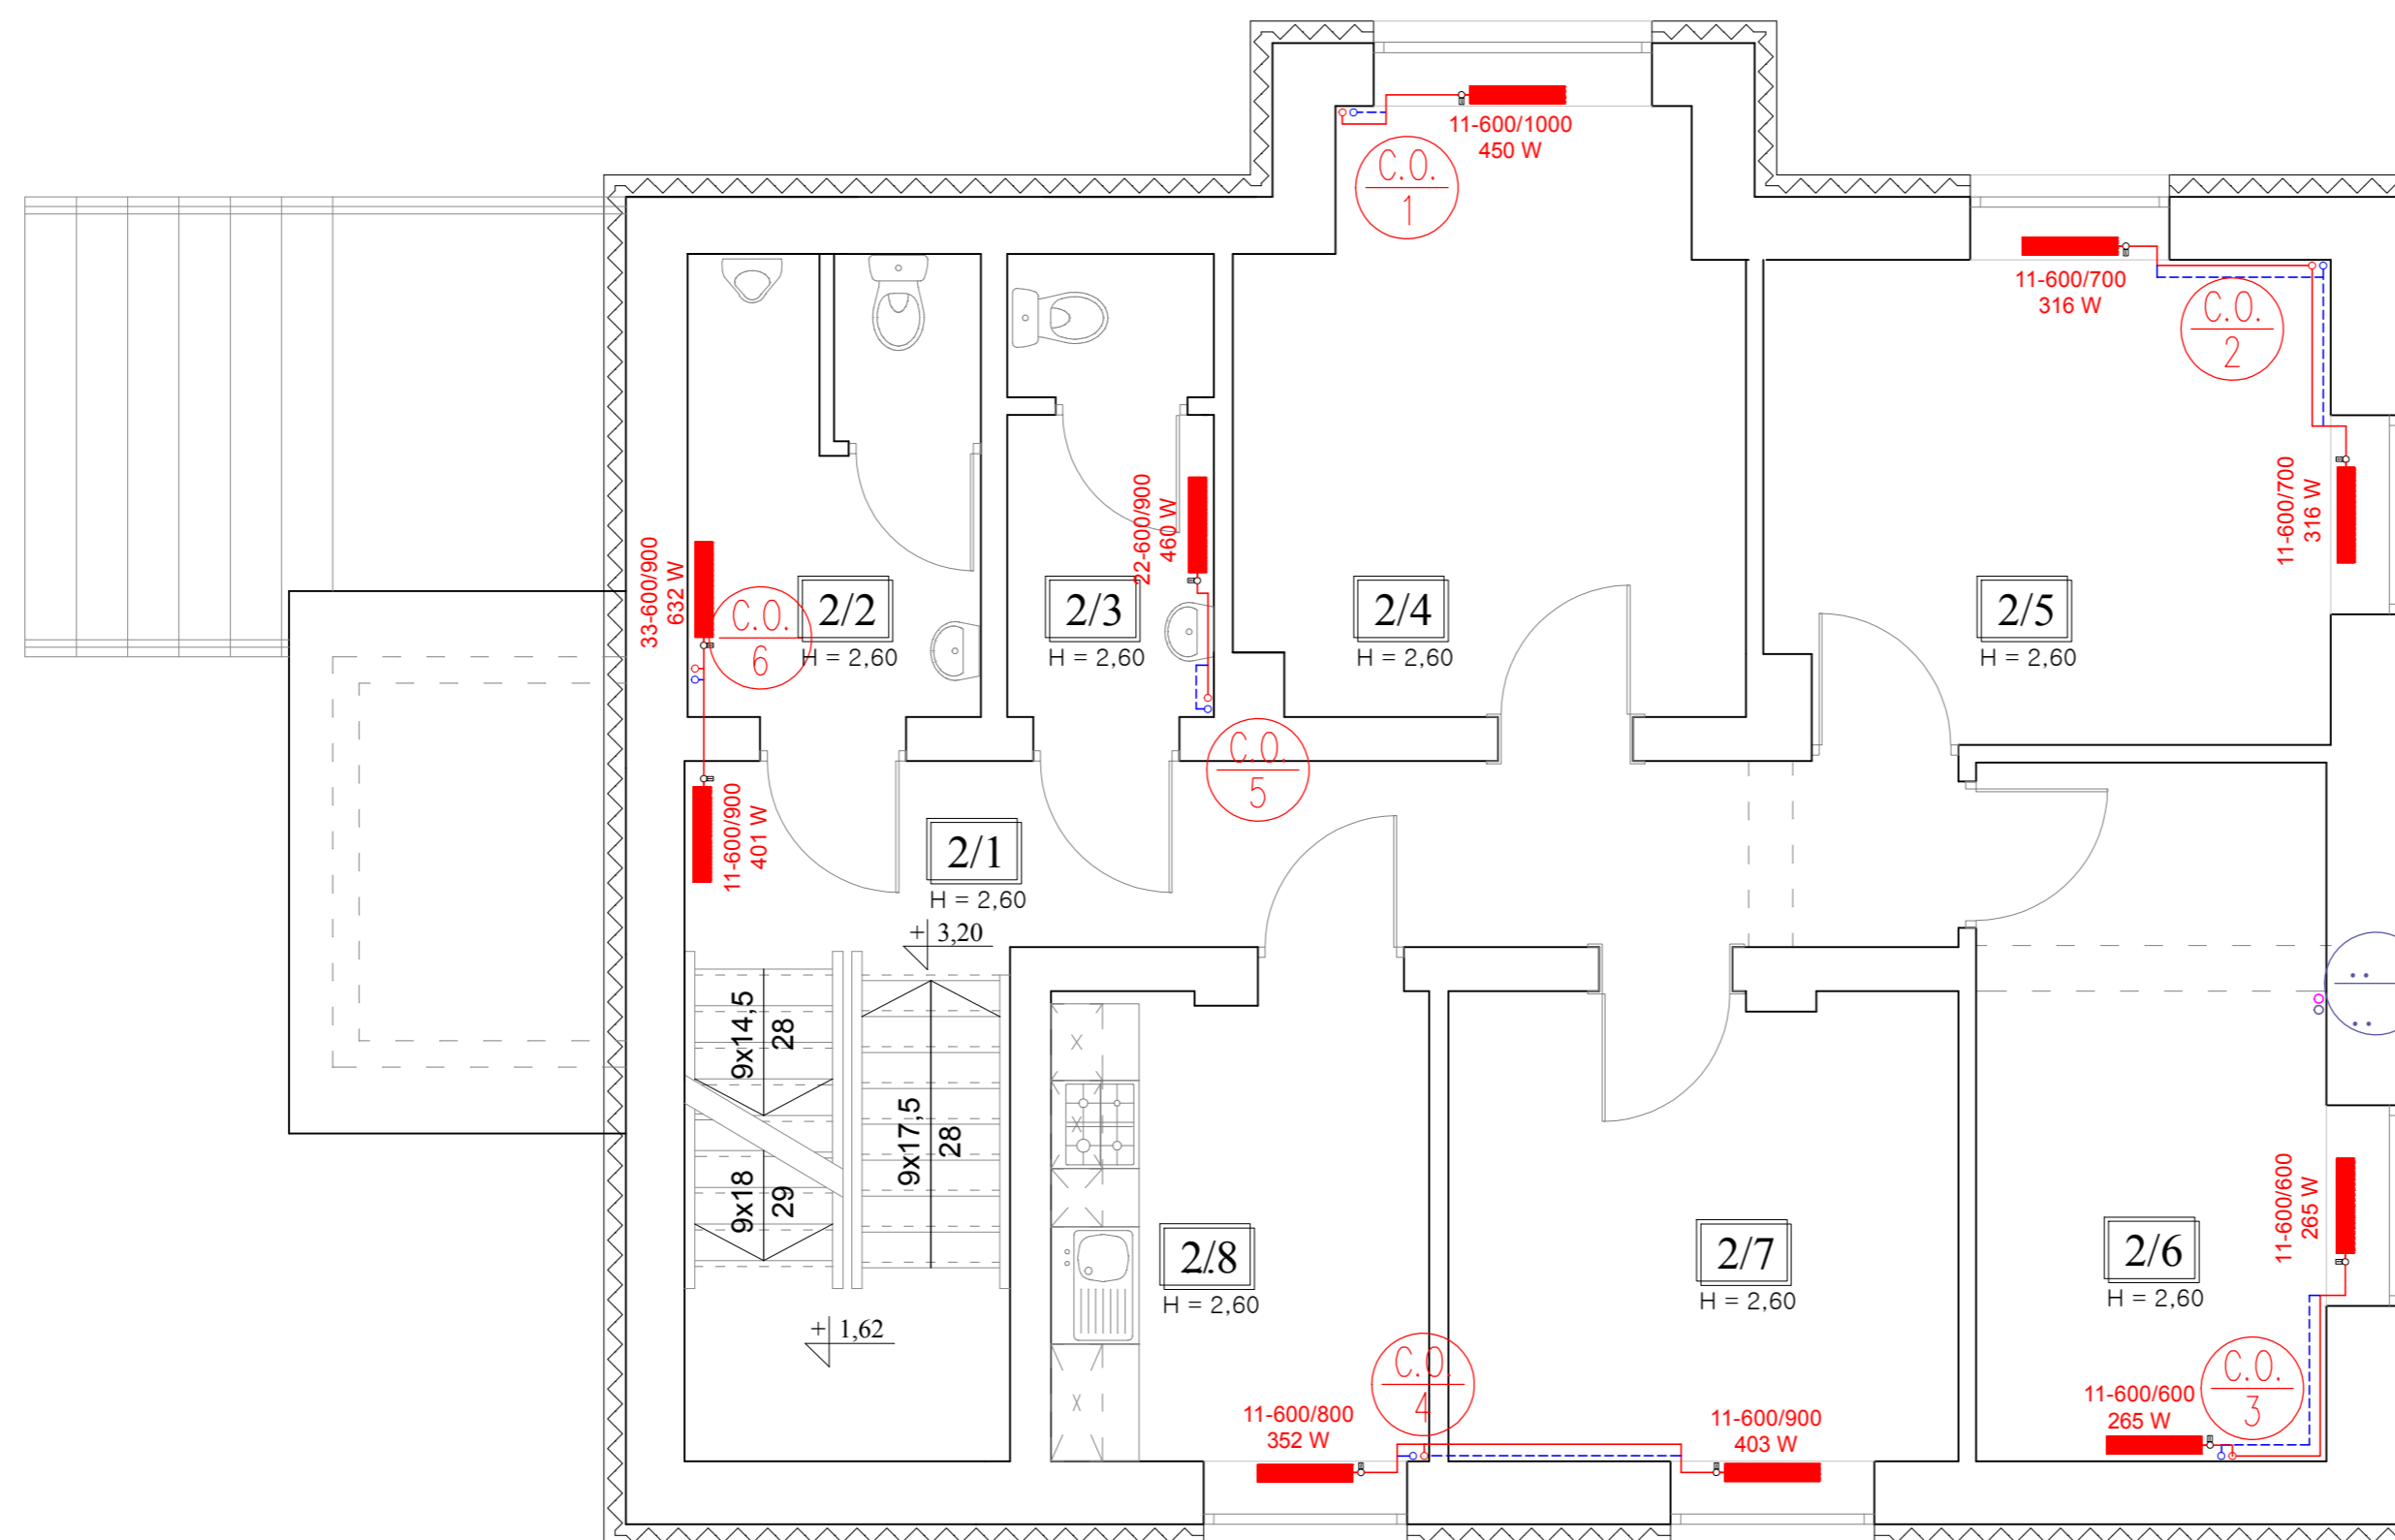 11-600/1000
450 W
C.O.
1
11-600/700
316 W
C.O.
2
11-600/700
316 W
22-600/900
460 W
33-600/900
632 W
C.O.
6
2/2
H = 2,60
2/3
H = 2,60
2/4
H = 2,60
2/5
H = 2,60
C.O.
5
11-600/900
401 W
2/1
H = 2,60
+ 3,20
9x14,5
28
9x17,5
28
9x18
29
+ 1,62
X
X
X
2/8
H = 2,60
2/7
H = 2,60
2/6
H = 2,60
11-600/600
265 W
C.O.
4
C.O.
3
11-600/800
352 W
11-600/900
403 W
11-600/600
265 W